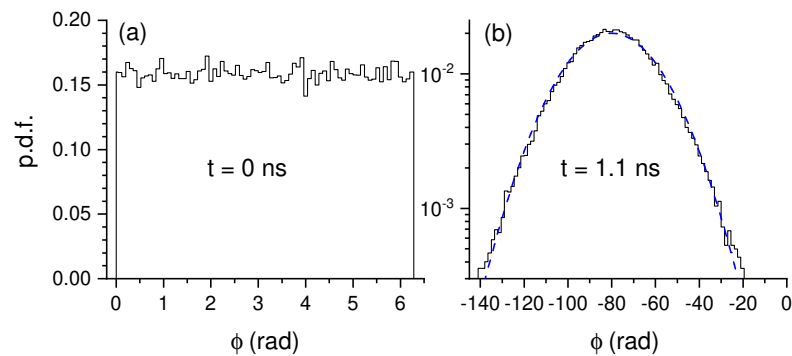 (a)
0.20
0.15
0.10
0.05
0.00
p.d.f.
t = 0 ns
0 1 2 3 4 5 6
ϕ (rad)
(b)
10⁻²
10⁻³
t = 1.1 ns
-140 -120 -100 -80 -60 -40 -20 0
ϕ (rad)